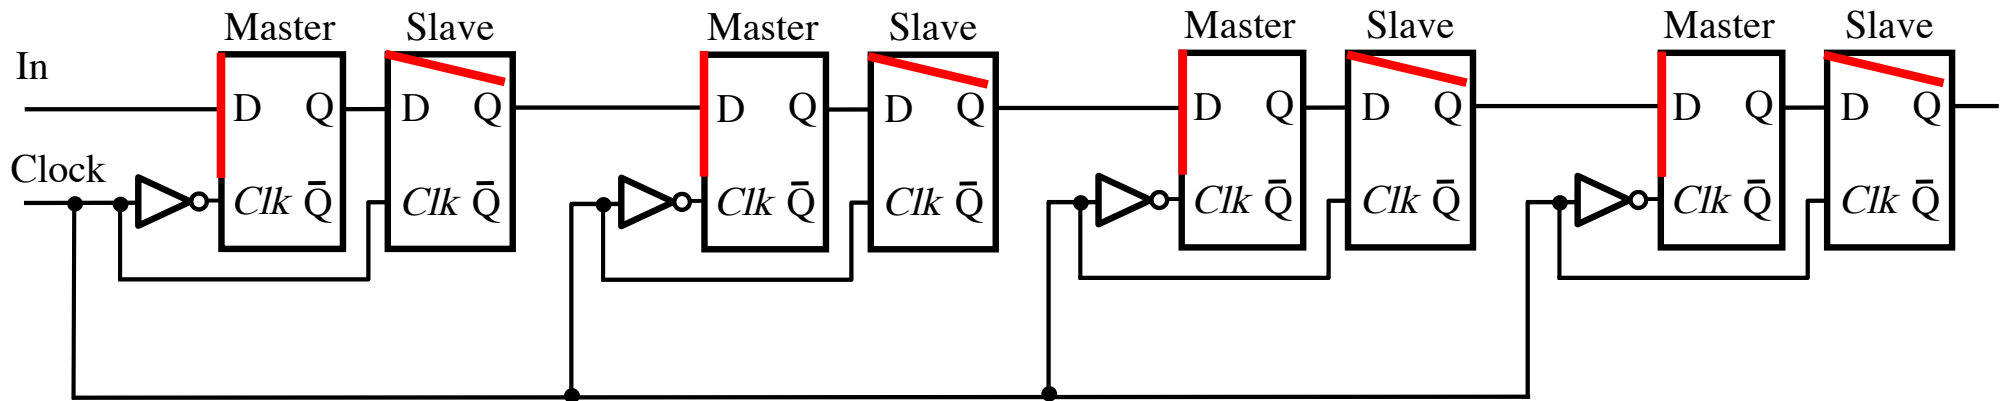 Master Slave Master Slave Master Slave Master Slave
In
D Q D Q D Q D Q D Q D Q D Q D Q
Clock
Clk Q̄ Clk Q̄ Clk Q̄ Clk Q̄ Clk Q̄ Clk Q̄ Clk Q̄ Clk Q̄